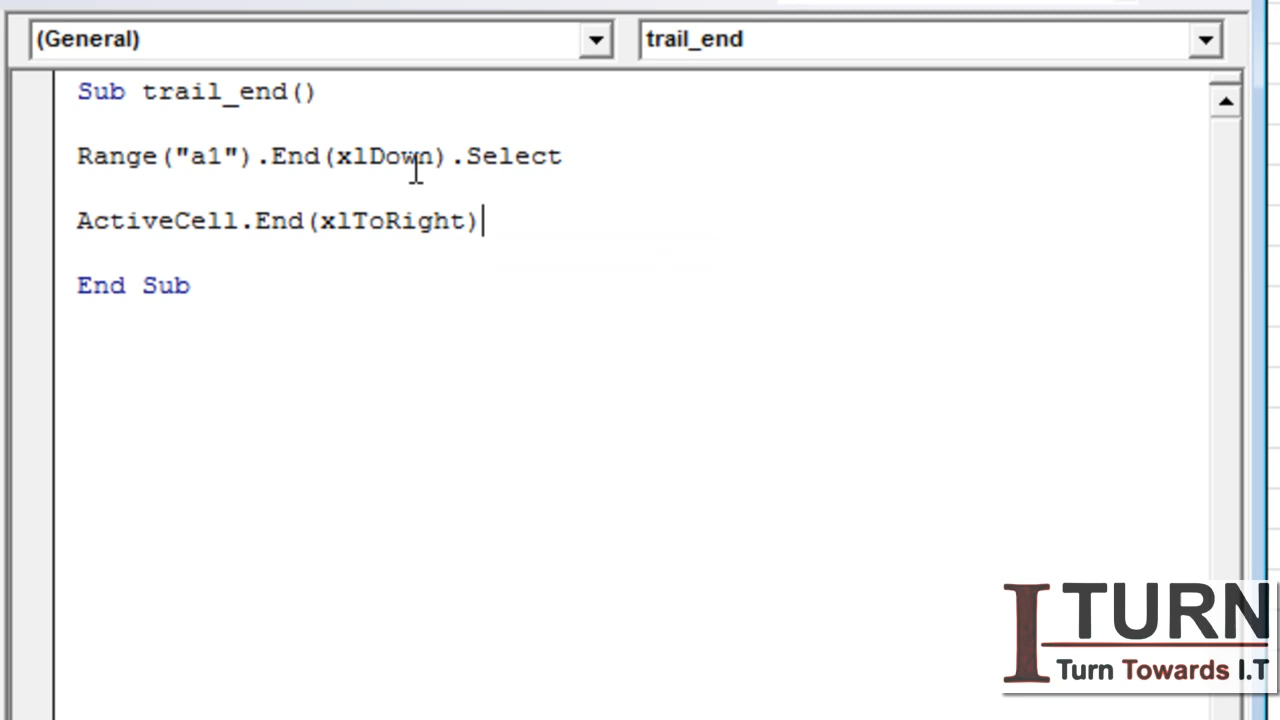 (General) trail_end
Sub trail_end()
Range("a1").End(xlDown).Select
ActiveCell.End(xlToRight)
End Sub
I TURN
Turn Towards I.T